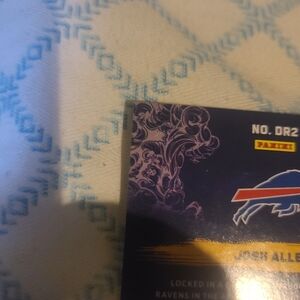 NO. DR2
PANINI
JOSH ALLE
LOCKED IN A
RAVENS IN THE